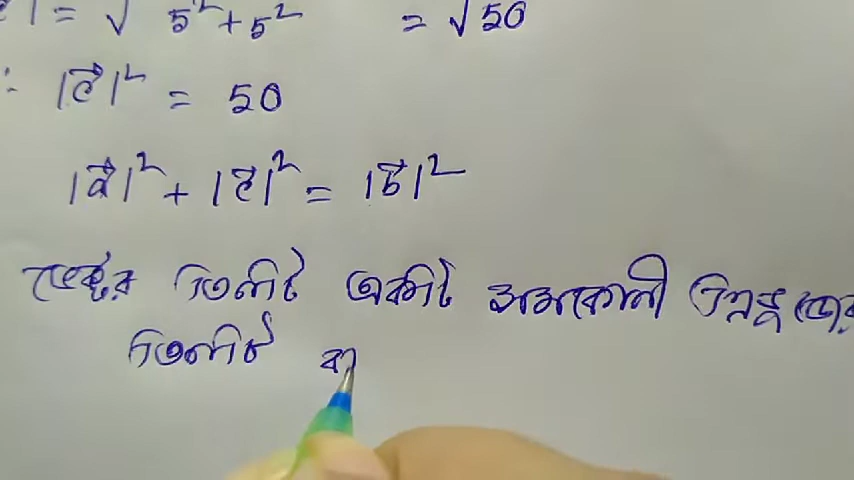 | = √ 5² + 5² = √50
∴ |c⃗|² = 50
|a⃗|² + |c⃗|² = |b⃗|²
ভেক্টর তিনটি একটি সমকোণী ত্রিভুজের
তিনটি বা